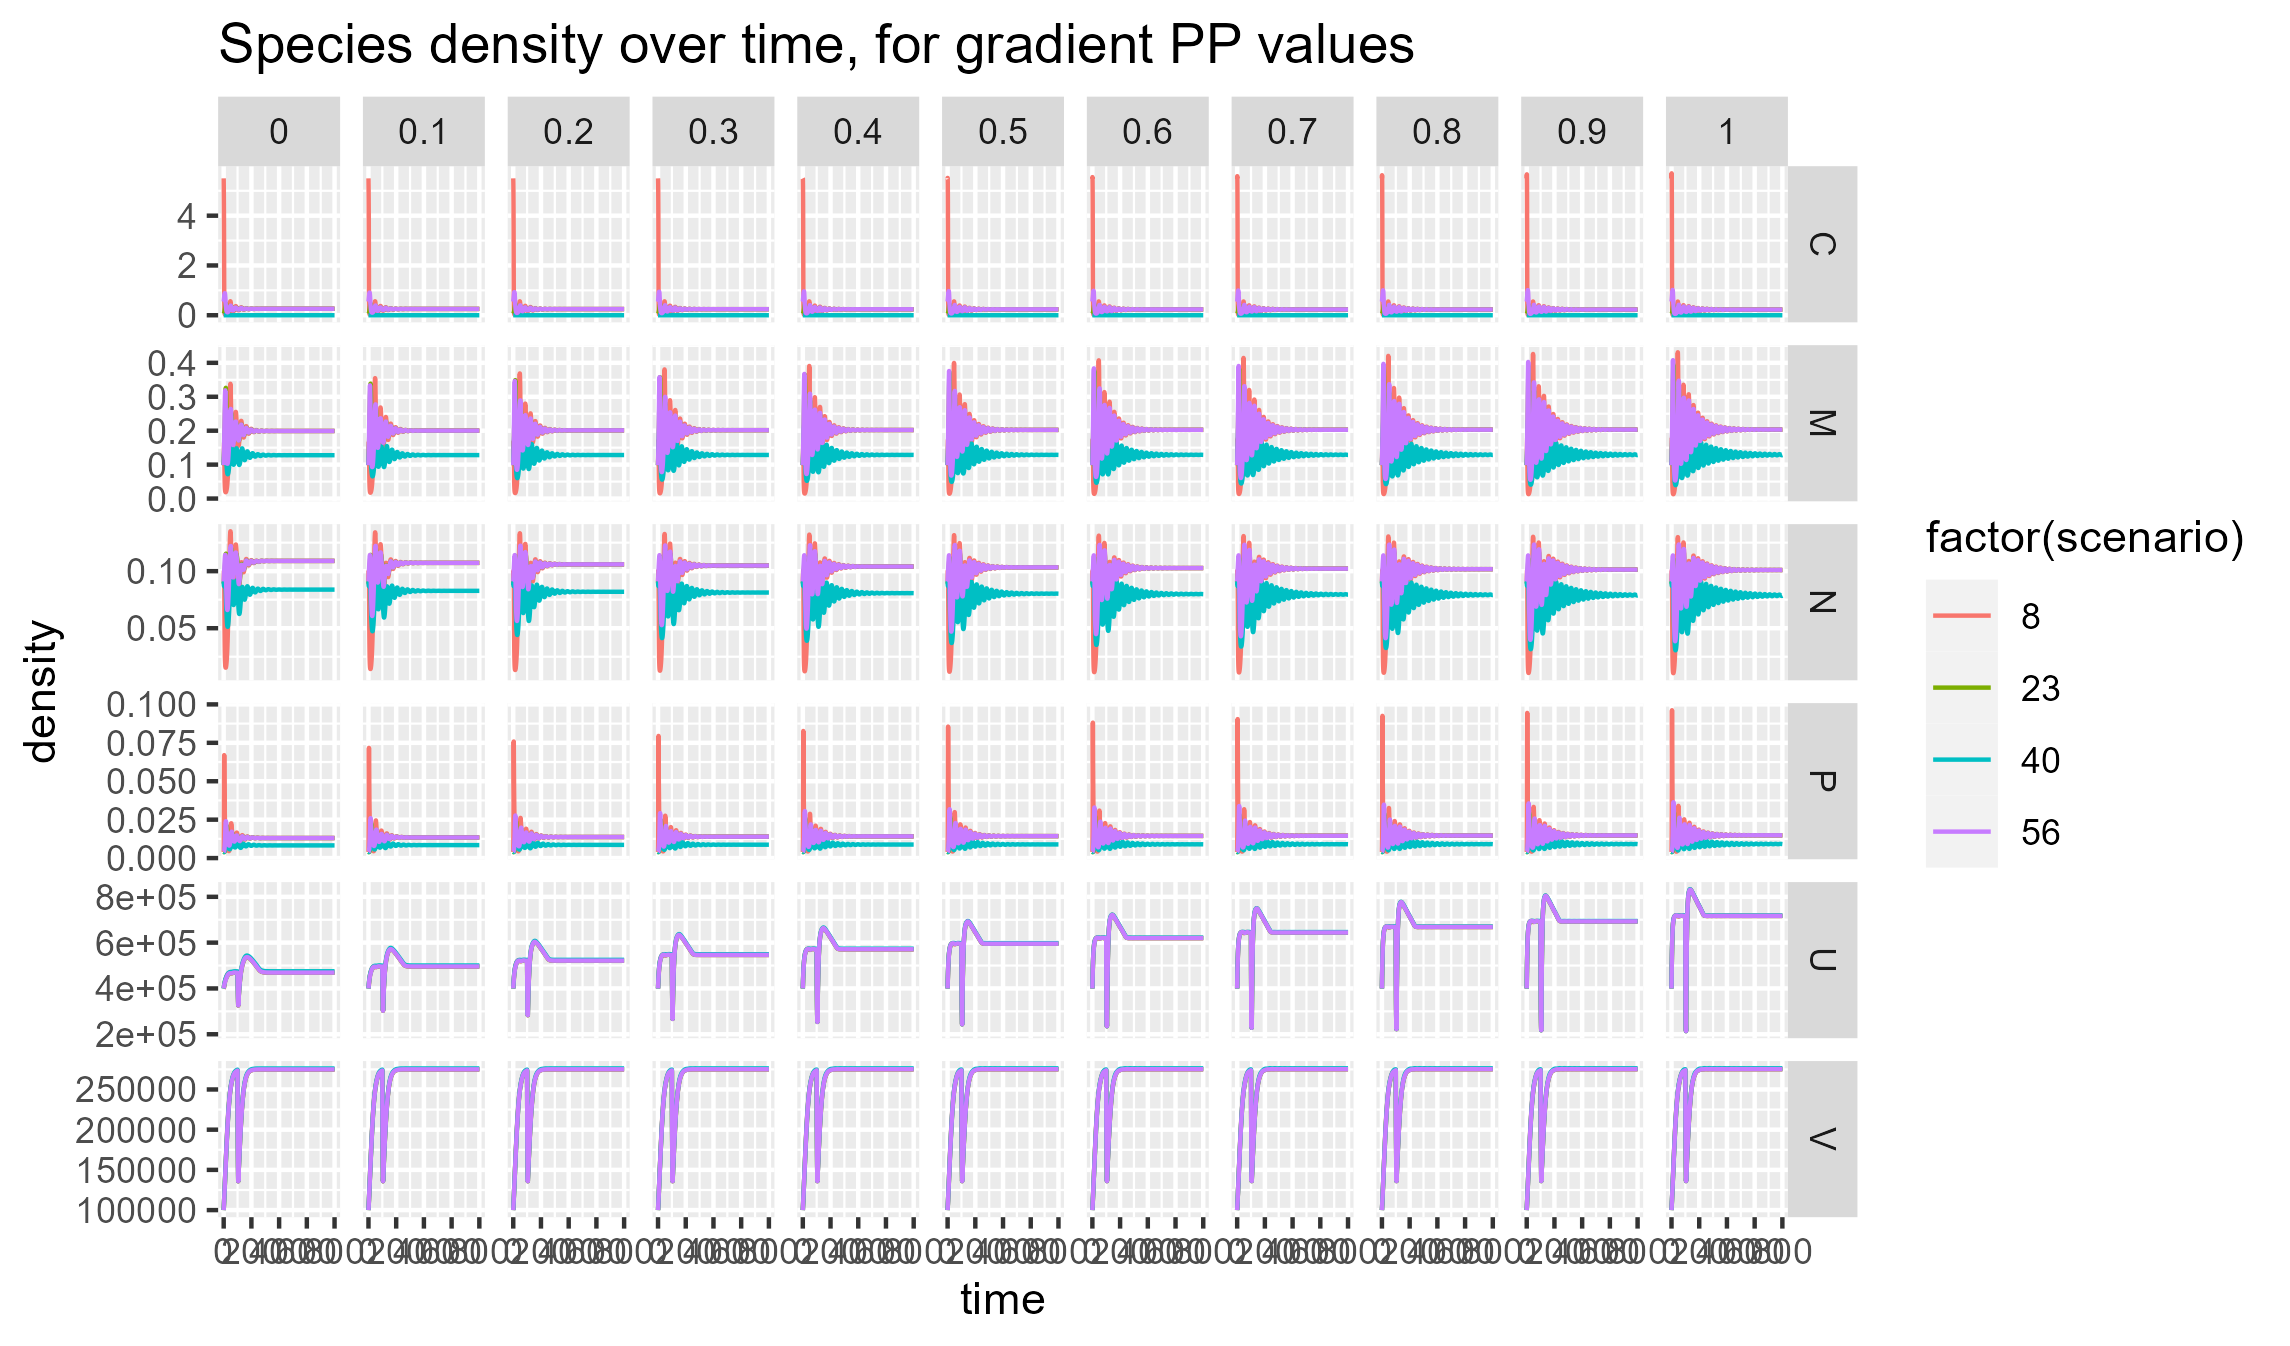 Species density over time, for gradient PP values
0 0.1 0.2 0.3 0.4 0.5 0.6 0.7 0.8 0.9 1
4
2
0
C
0.4
0.3
0.2
0.1
0.0
M
0.10
0.05
N
0.100
0.075
0.050
0.025
0.000
P
8e+05
6e+05
4e+05
2e+05
U
250000
200000
150000
100000
V
density
time
factor(scenario)
8
23
40
56